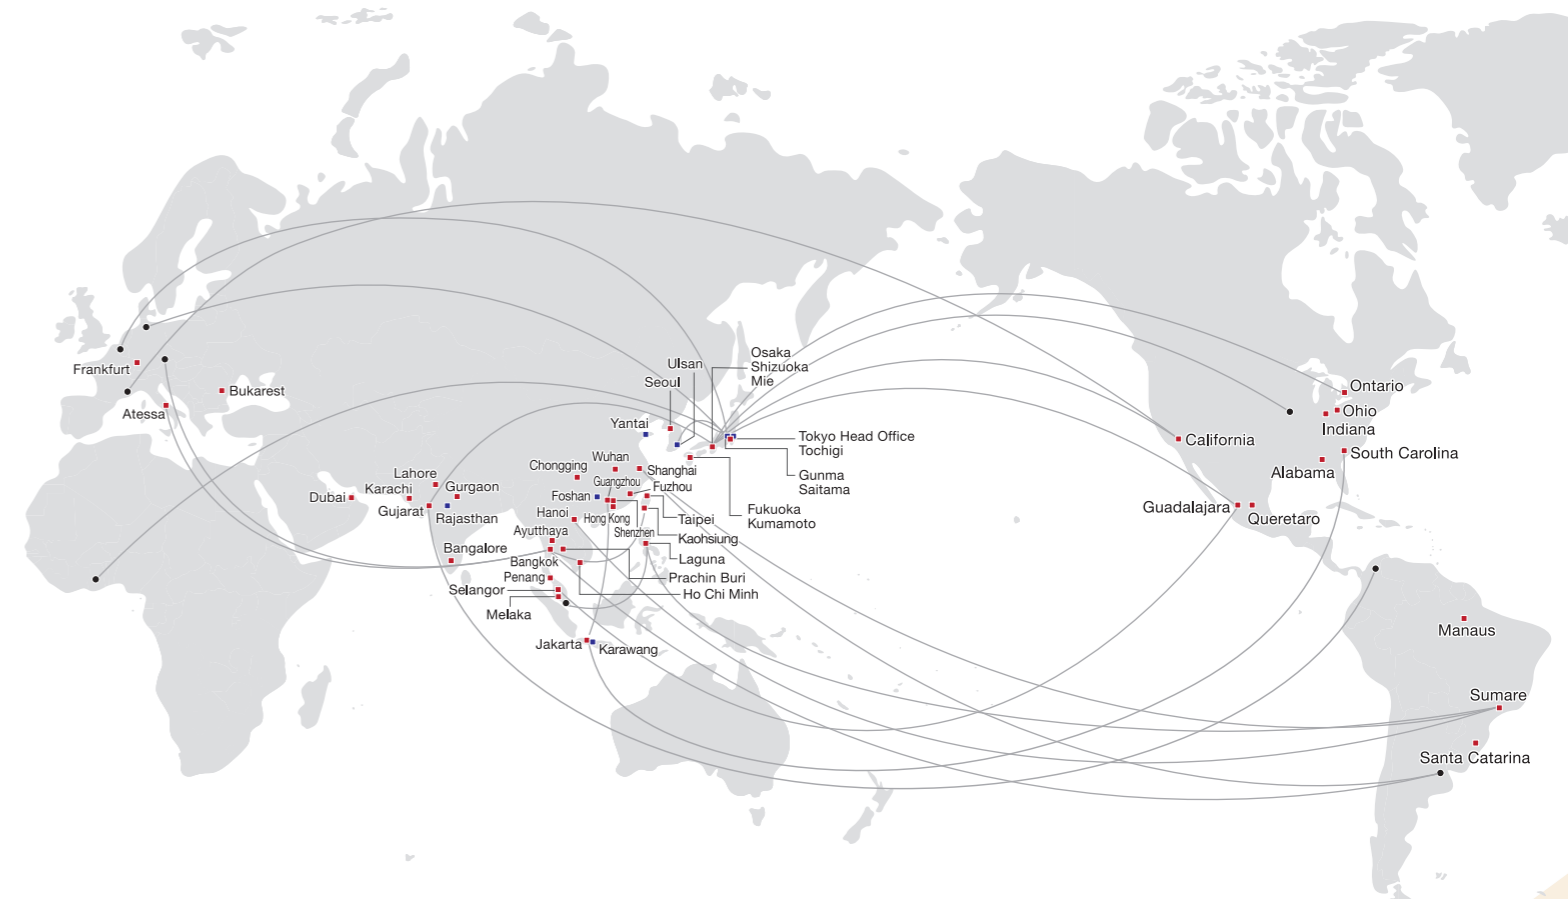 Frankfurt
Bukarest
Atessa
Dubai
Lahore
Karachi
Gujarat
Gurgaon
Rajasthan
Bangalore
Ulsan
Seoul
Yantai
Osaka
Shizuoka
Mie
Tokyo Head Office
Tochigi
Gunma
Saitama
Fukuoka
Kumamoto
Wuhan
Chongging
Shanghai
Guangzhou
Fuzhou
Foshan
Hanoi
Hong Kong
Taipei
Shenzhen
Kaohsiung
Ayutthaya
Bangkok
Laguna
Penang
Prachin Buri
Selangor
Ho Chi Minh
Melaka
Jakarta
Karawang
Ontario
Ohio
Indiana
California
South Carolina
Alabama
Guadalajara
Queretaro
Manaus
Sumare
Santa Catarina